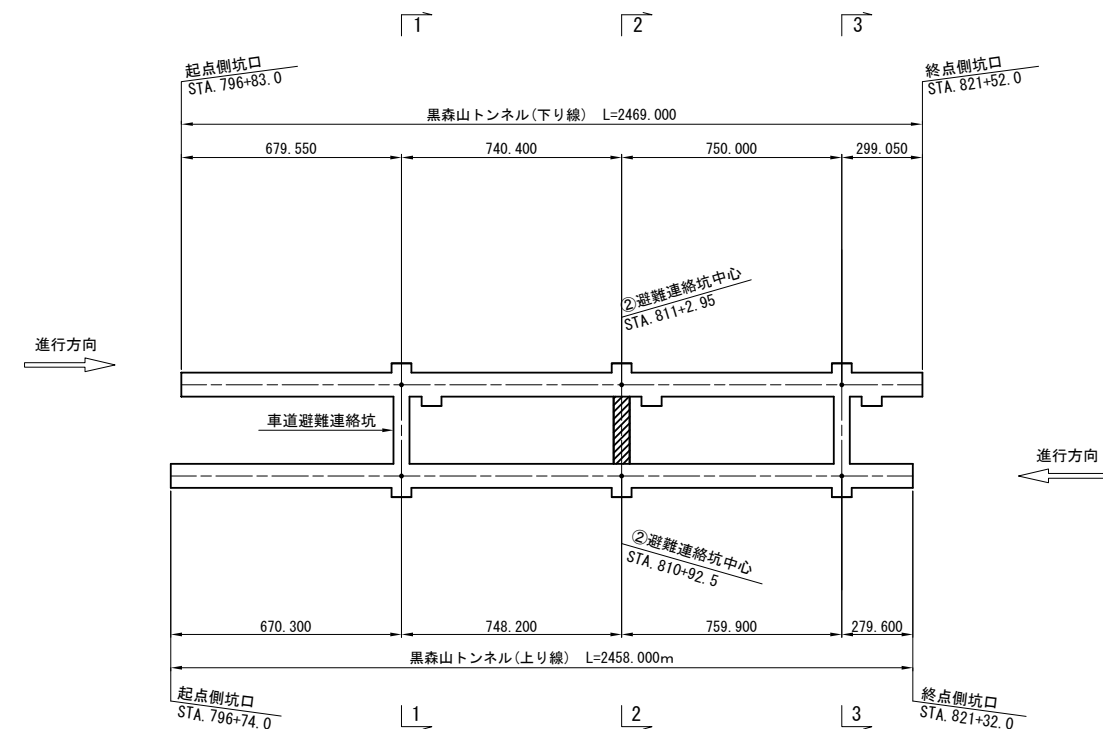 1
2
3
起点側坑口
STA. 796+83.0
終点側坑口
STA. 821+52.0
黒森山トンネル(下り線) L=2469.000
679.550
740.400
750.000
299.050
②避難連絡坑中心
STA. 811+2.95
進行方向
車道避難連絡坑
進行方向
②避難連絡坑中心
STA. 810+92.5
670.300
748.200
759.900
279.600
黒森山トンネル(上り線) L=2458.000m
起点側坑口
STA. 796+74.0
終点側坑口
STA. 821+32.0
1
2
3